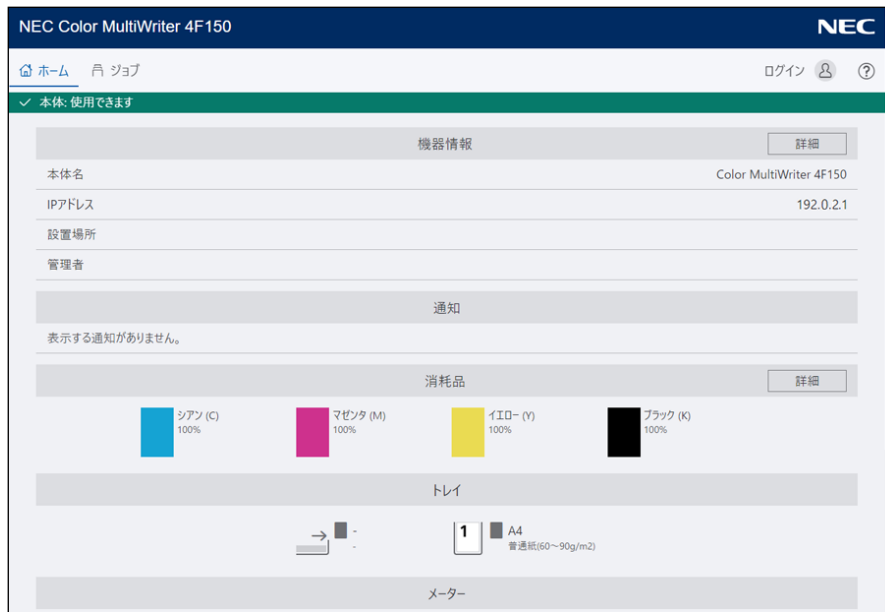 NEC Color MultiWriter 4F150 NEC
ホーム ジョブ ログイン ?
本体: 使用できます
機器情報 詳細
本体名 Color MultiWriter 4F150
IPアドレス 192.0.2.1
設置場所
管理者
通知
表示する通知がありません。
消耗品 詳細
シアン (C) マゼンタ (M) イエロー (Y) ブラック (K)
100% 100% 100% 100%
トレイ
- 1 A4
- 普通紙(60～90g/m2)
メーター